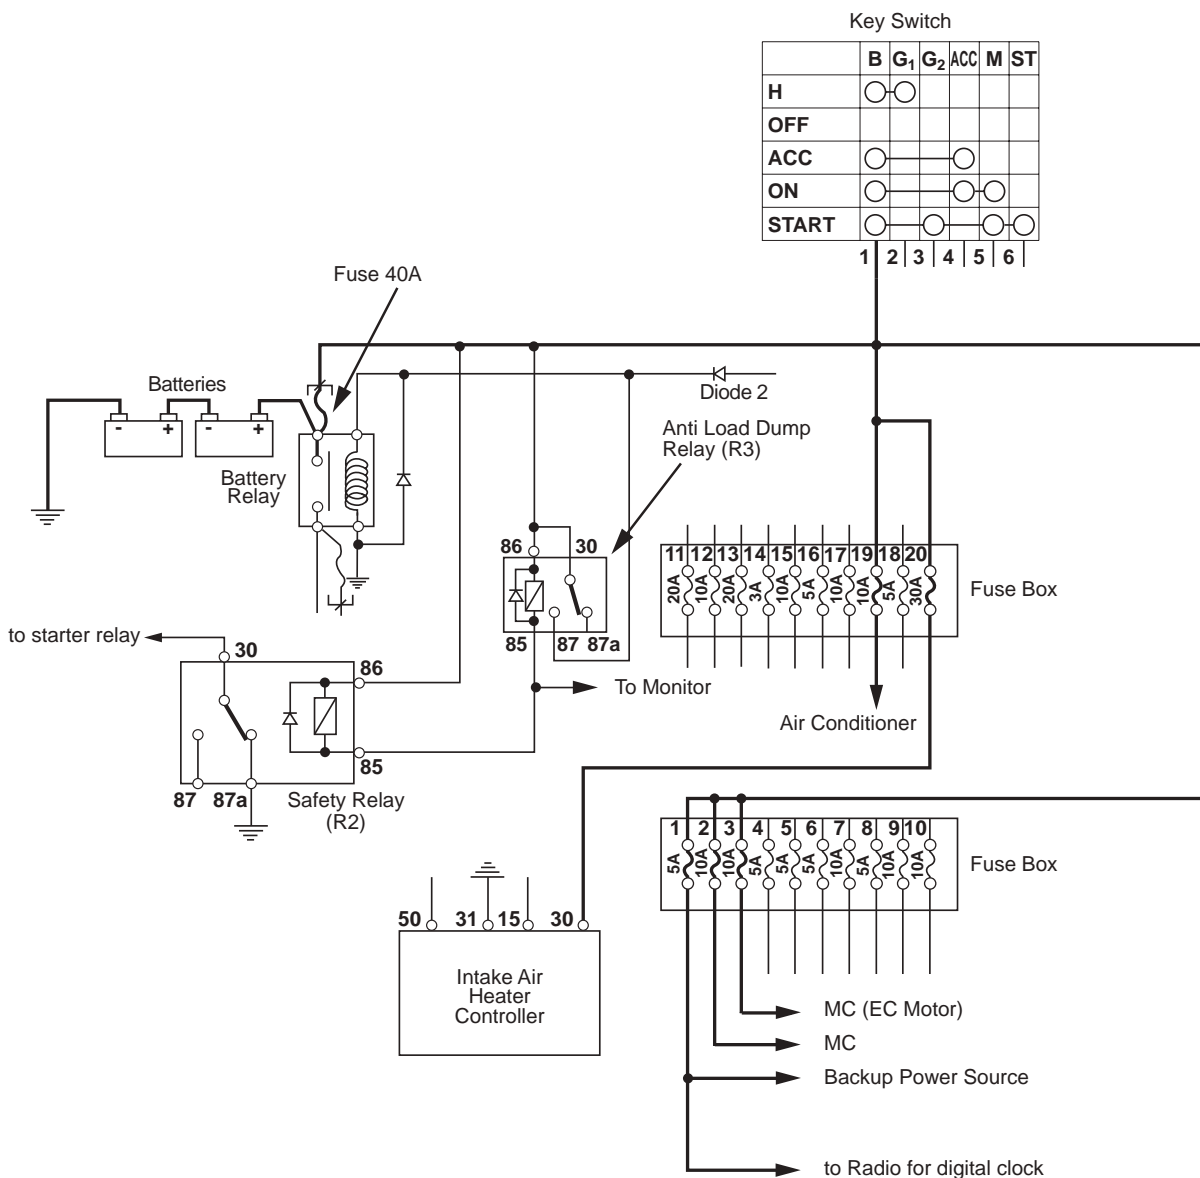 Key Switch
B G1 G2 ACC M ST
H
OFF
ACC
ON
START
1 2 3 4 5 6
Fuse 40A
Batteries
- + - +
Diode 2
Battery
Relay
Anti Load Dump
Relay (R3)
86 30
85 87 87a
11 12 13 14 15 16 17 19 18 20
20A 10A 20A 3A 10A 5A 10A 10A 5A 30A
Fuse Box
to starter relay
30
86
85
87 87a
Safety Relay
(R2)
To Monitor
Air Conditioner
1 2 3 4 5 6 7 8 9 10
5A 10A 10A 5A 5A 5A 10A 5A 10A 10A
Fuse Box
50 31 15 30
Intake Air
Heater
Controller
MC (EC Motor)
MC
Backup Power Source
to Radio for digital clock